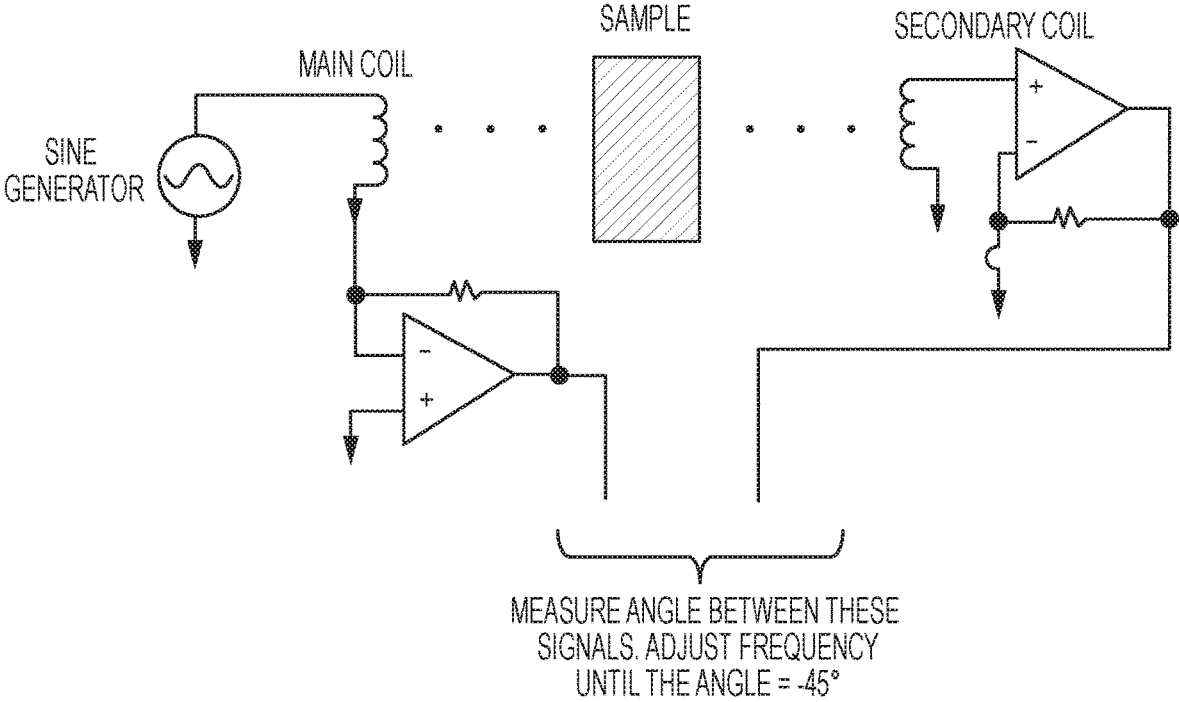 SAMPLE
SECONDARY COIL
MAIN COIL
SINE
GENERATOR
+
-
-
+
MEASURE ANGLE BETWEEN THESE
SIGNALS. ADJUST FREQUENCY
UNTIL THE ANGLE = -45°